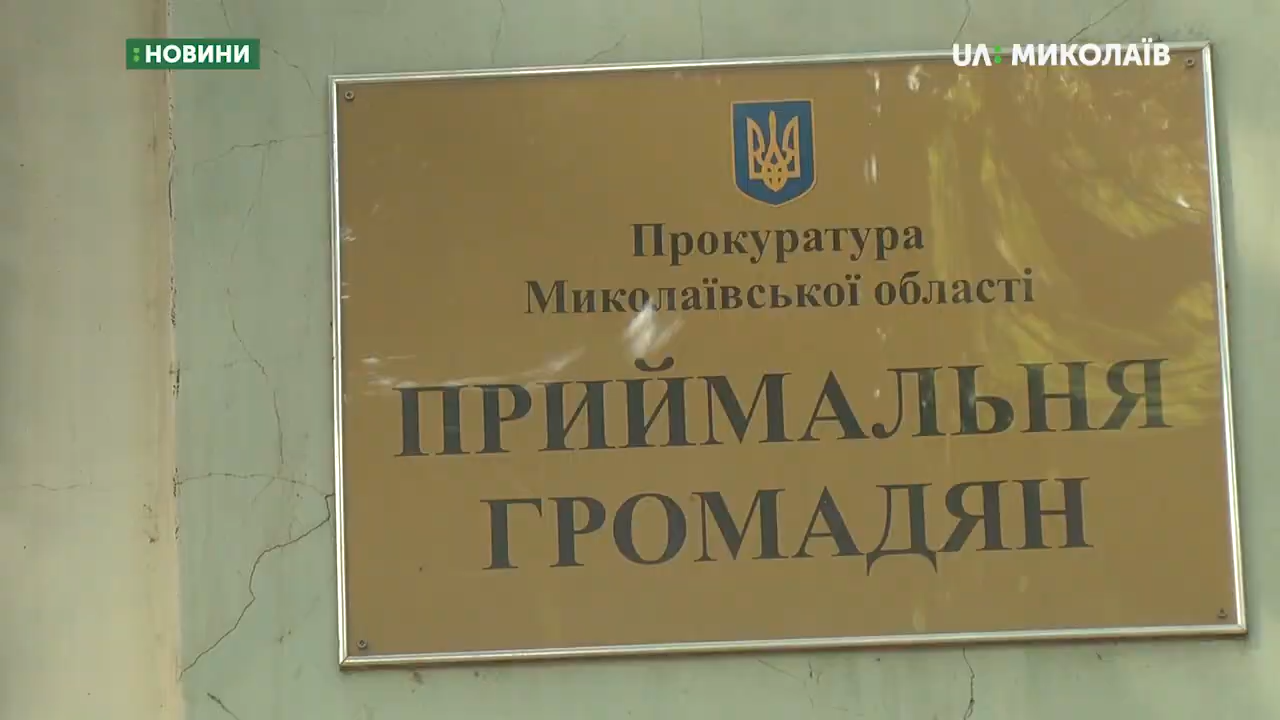 :НОВИНИ
UA: МИКОЛАЇВ
Прокуратура
Миколаївської області
ПРИЙМАЛЬНЯ
ГРОМАДЯН